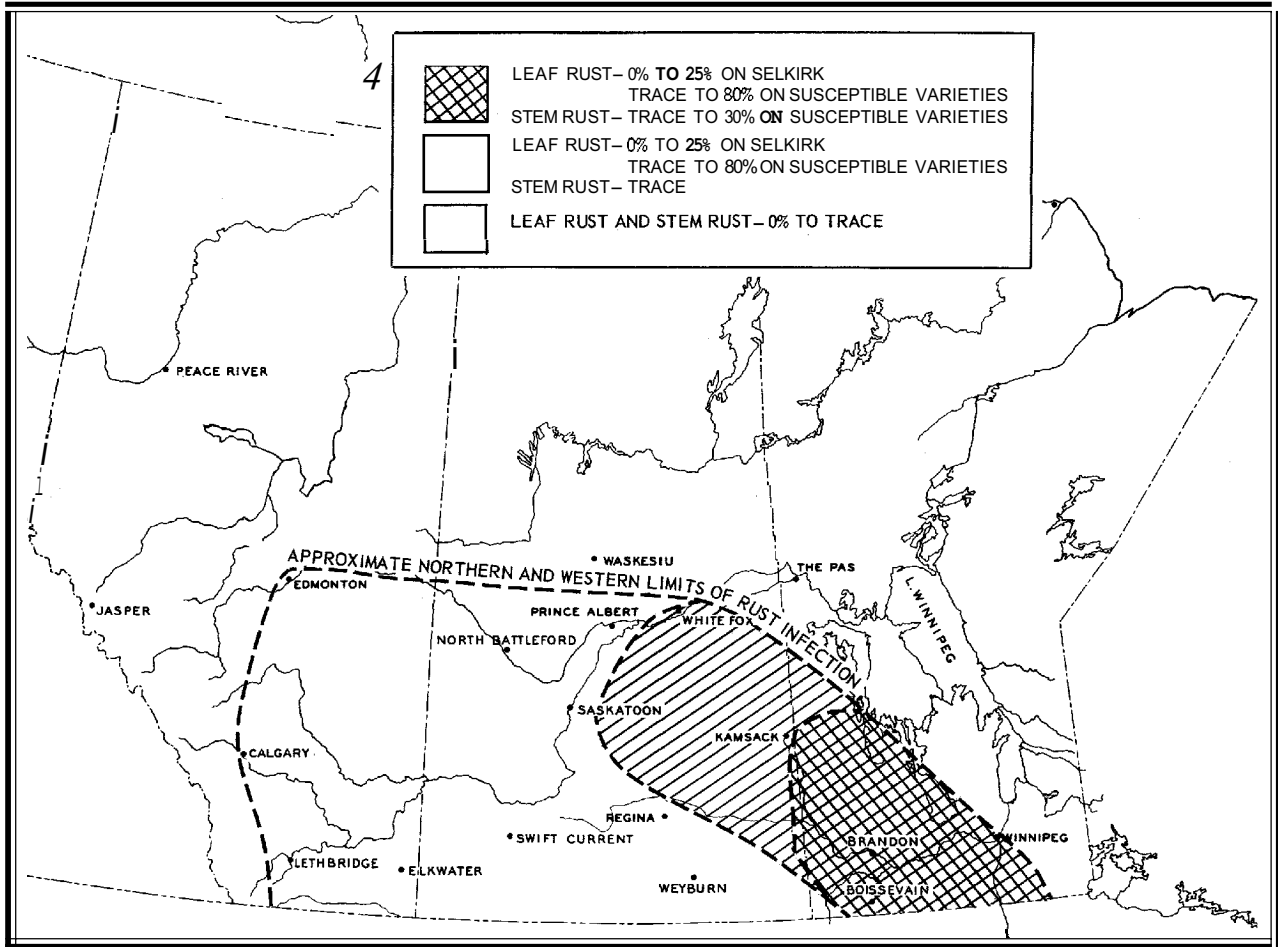 4
LEAF RUST– 0% TO 25% ON SELKIRK
TRACE TO 80% ON SUSCEPTIBLE VARIETIES
STEM RUST– TRACE TO 30% ON SUSCEPTIBLE VARIETIES
LEAF RUST– 0% TO 25% ON SELKIRK
TRACE TO 80% ON SUSCEPTIBLE VARIETIES
STEM RUST– TRACE
LEAF RUST AND STEM RUST– 0% TO TRACE
PEACE RIVER
APPROXIMATE NORTHERN AND WESTERN LIMITS OF RUST INFECTION
WASKESIU
THE PAS
EDMONTON
L. WINNIPEG
JASPER
PRINCE ALBERT
WHITE FOX
NORTH BATTLEFORD
SASKATOON
KAMSACK
CALGARY
REGINA
SWIFT CURRENT
BRANDON
WINNIPEG
LETHBRIDGE
ELKWATER
WEYBURN
BOISSEVAIN